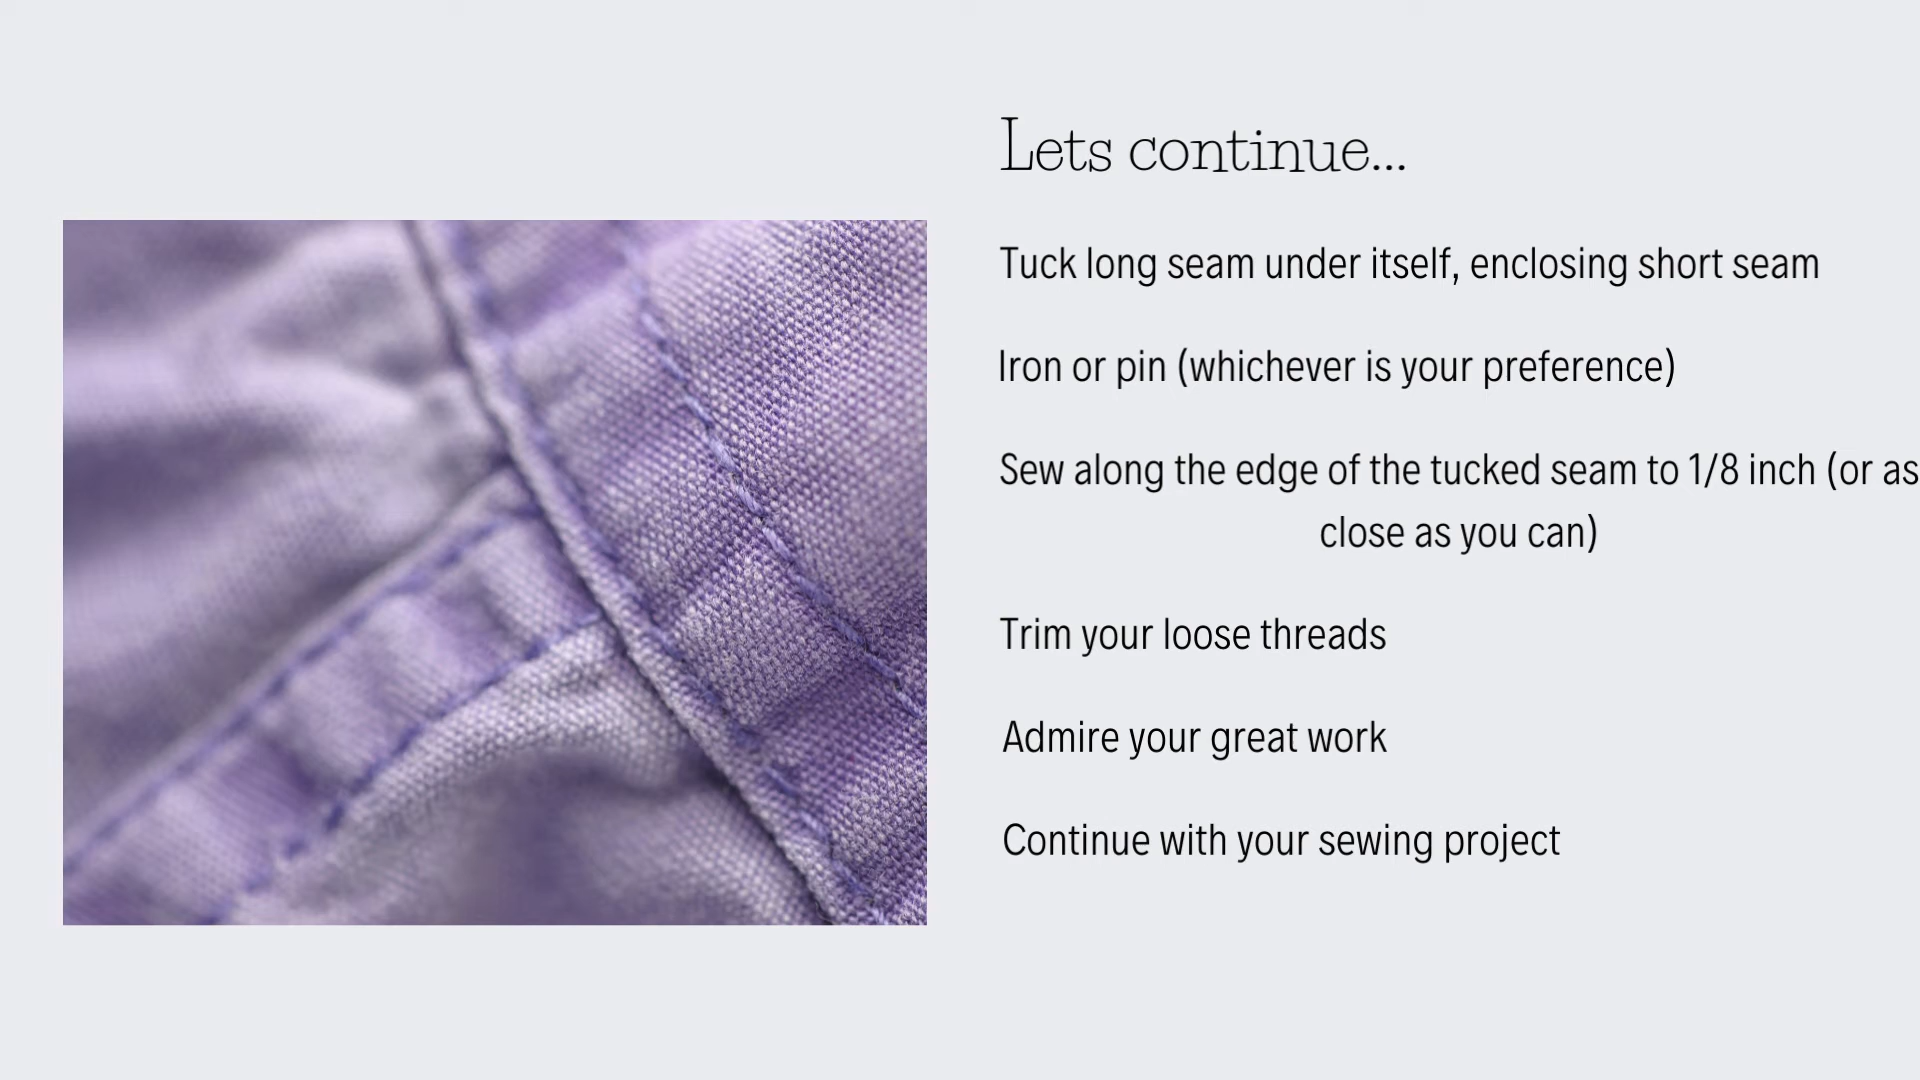 Lets continue...
Tuck long seam under itself, enclosing short seam
Iron or pin (whichever is your preference)
Sew along the edge of the tucked seam to 1/8 inch (or as
close as you can)
Trim your loose threads
Admire your great work
Continue with your sewing project